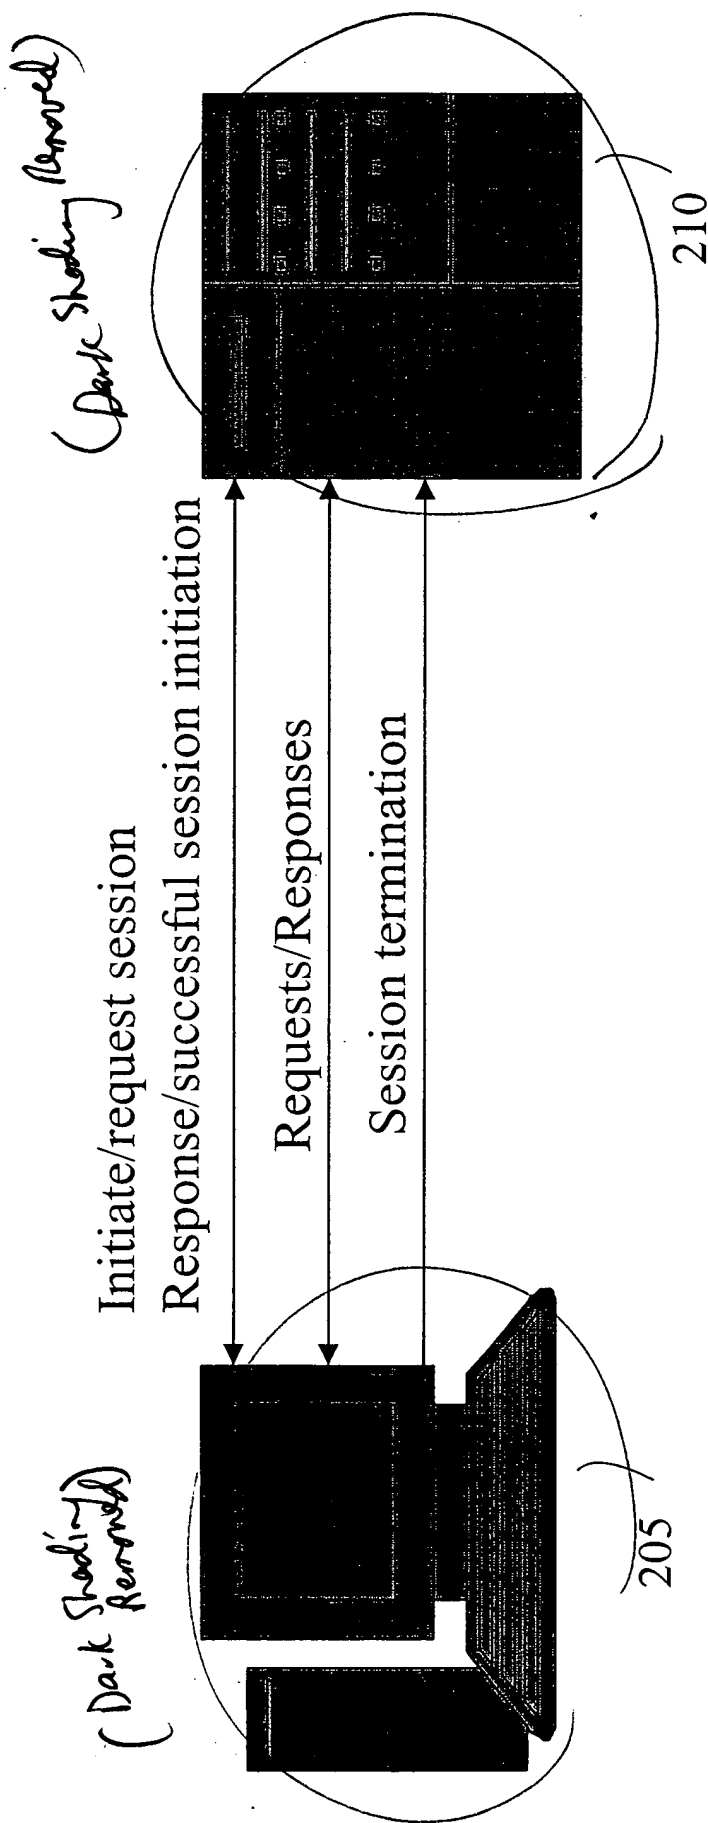 (Dark Shading
Removed)
(Dark Shading Removed)
Initiate/request session
Response/successful session initiation
Requests/Responses
Session termination
205
210